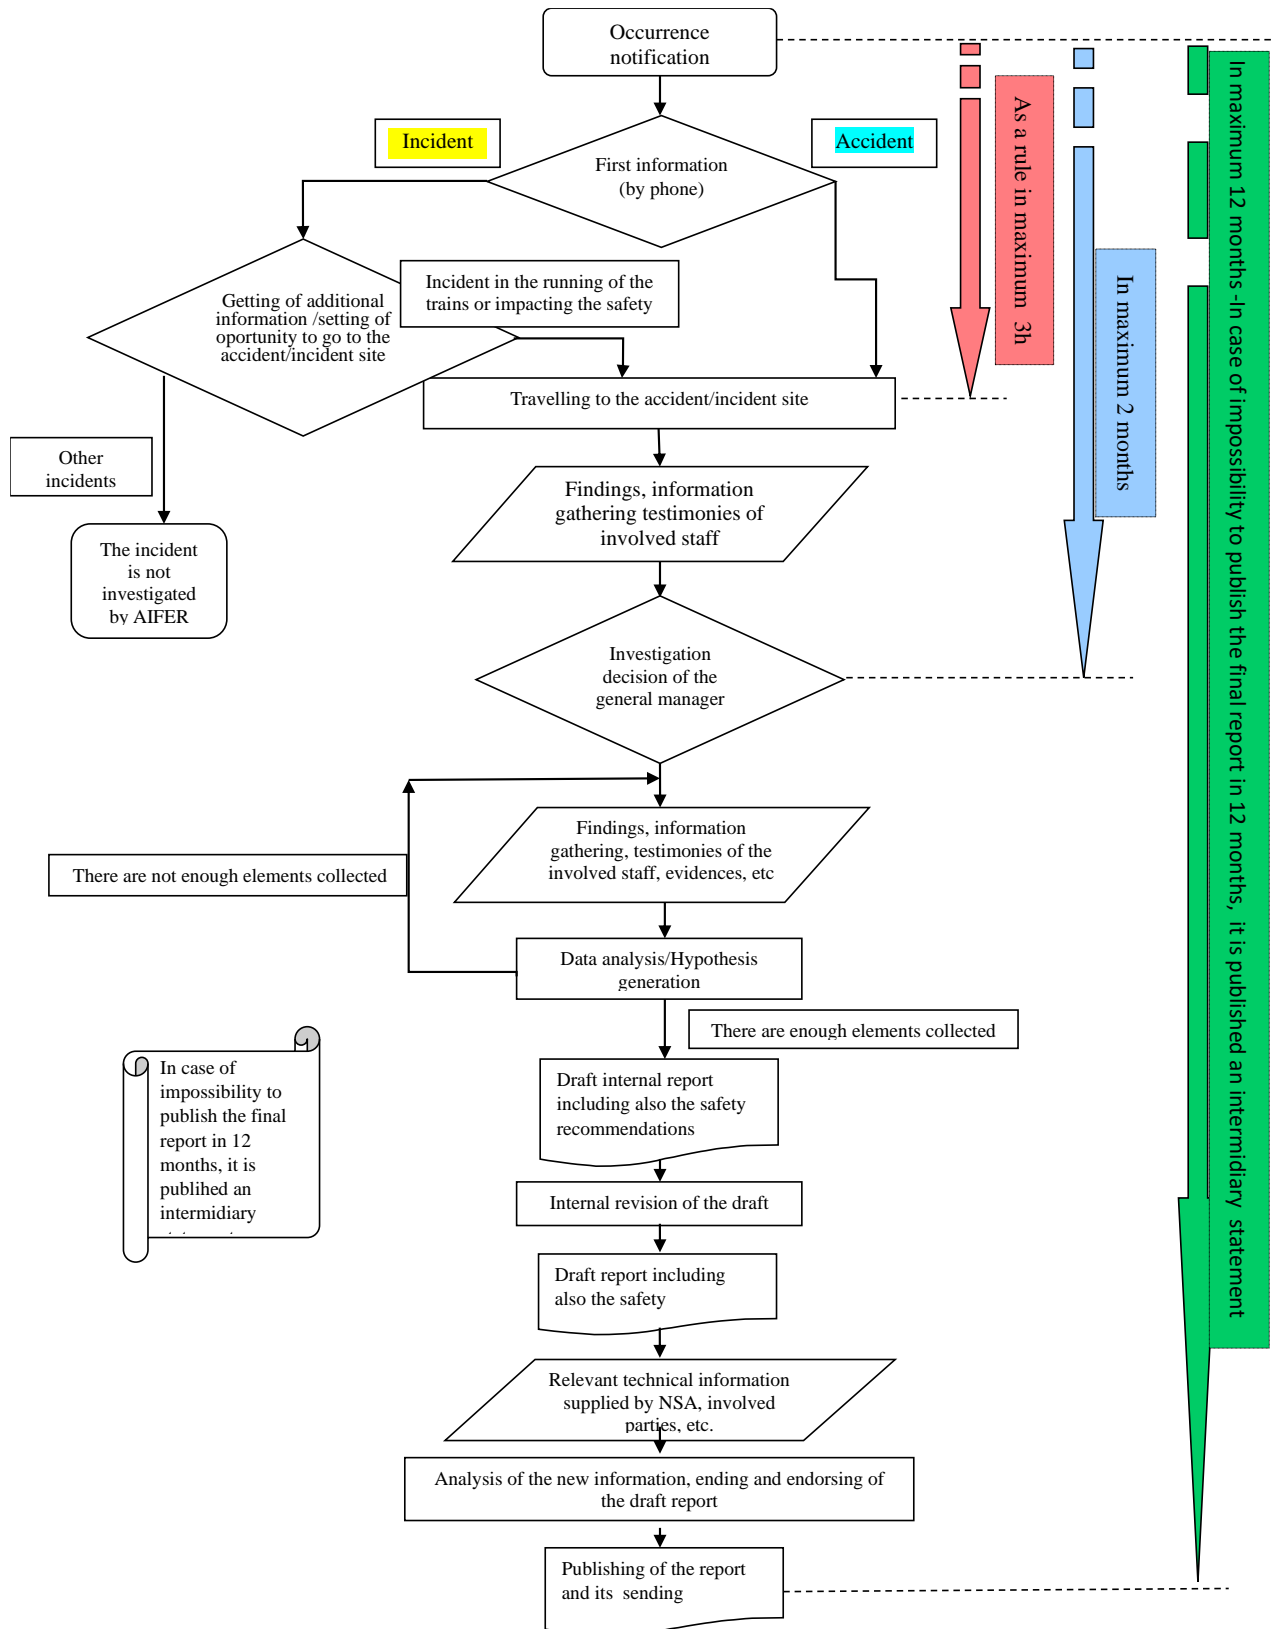 Occurrence
notification
Incident
Accident
First information
(by phone)
As a rule in maximum 3h
In maximum 2 months
In maximum 12 months -In case of impossibility to publish the final report in 12 months, it is published an intermidiary statement
Incident in the running of the
trains or impacting the safety
Getting of additional
information /setting of
oportunity to go to the
accident/incident site
Travelling to the accident/incident site
Other
incidents
Findings, information
gathering testimonies of
involved staff
The incident
is not
investigated
by AIFER
Investigation
decision of the
general manager
Findings, information
gathering, testimonies of the
involved staff, evidences, etc
There are not enough elements collected
Data analysis/Hypothesis
generation
There are enough elements collected
In case of
impossibility to
publish the final
report in 12
months, it is
publihed an
intermidiary
Draft internal report
including also the safety
recommendations
Internal revision of the draft
Draft report including
also the safety
Relevant technical information
supplied by NSA, involved
parties, etc.
Analysis of the new information, ending and endorsing of
the draft report
Publishing of the report
and its sending